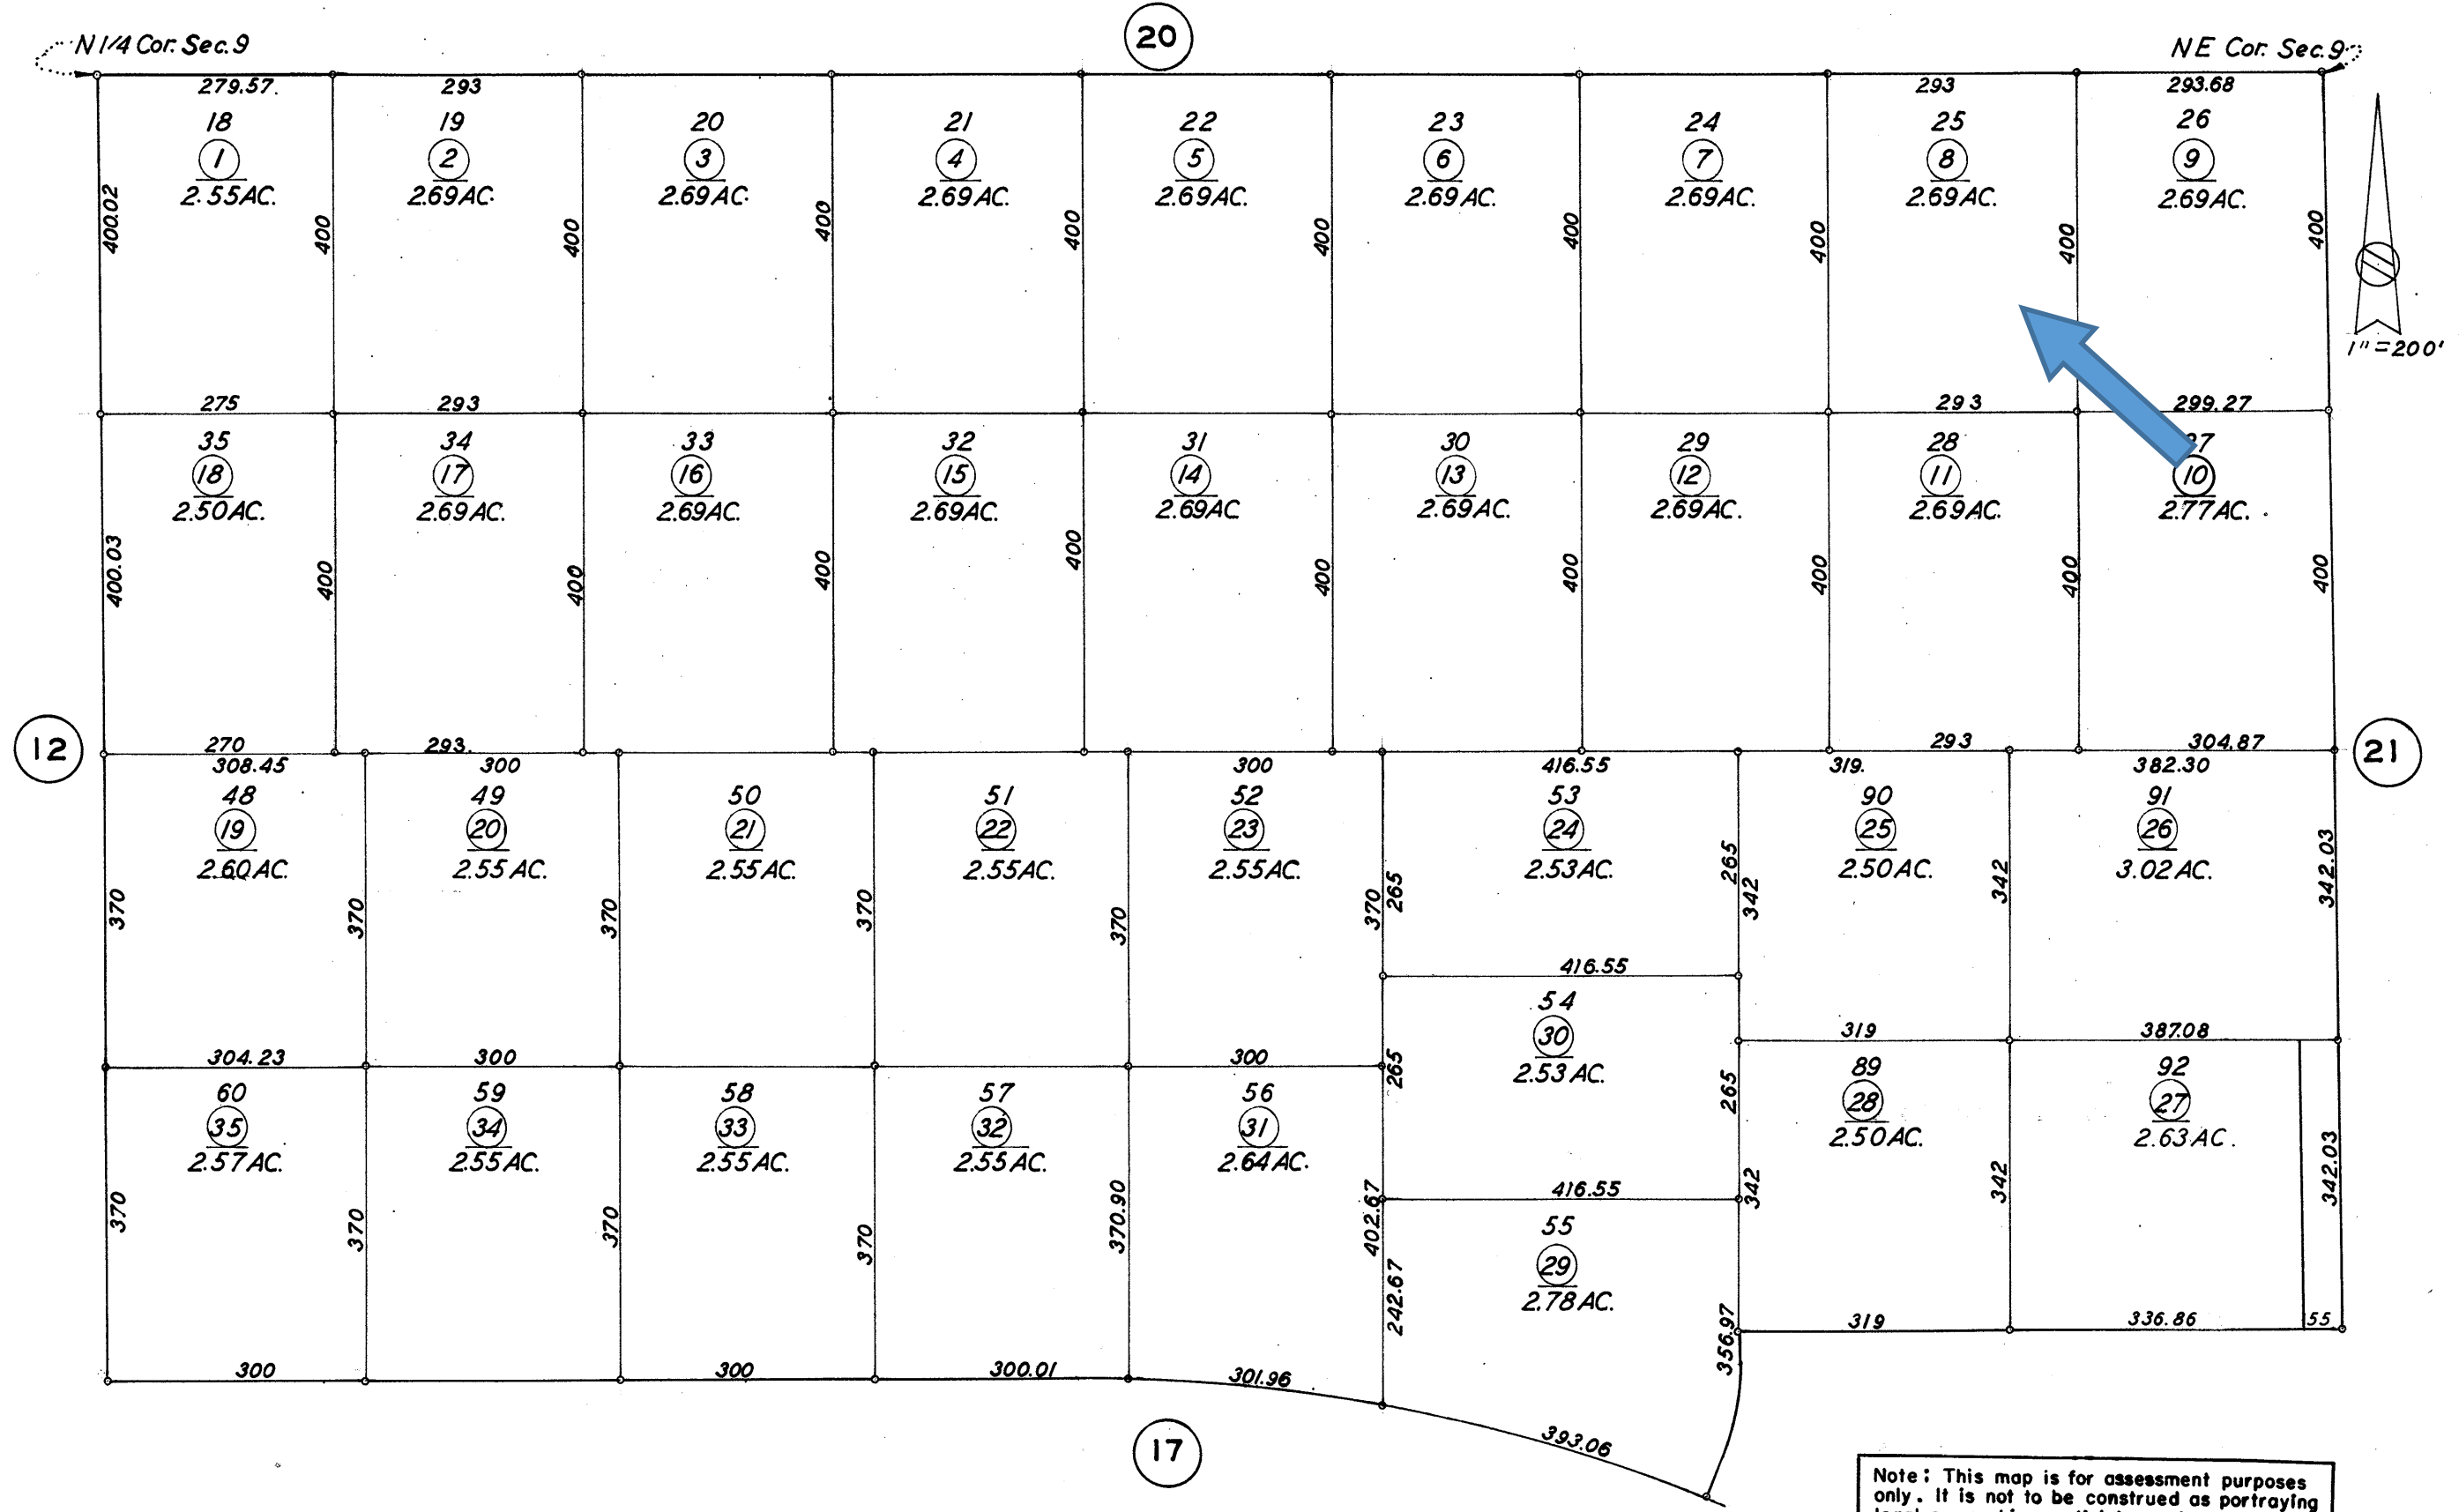 20
N 1/4 Cor. Sec. 9
NE Cor. Sec. 9
279.57. 293 293 293.68
18 19 20 21 22 23 24 25 26
1 2 3 4 5 6 7 8 9
2.55 AC. 2.69 AC. 2.69 AC. 2.69 AC. 2.69 AC. 2.69 AC. 2.69 AC. 2.69 AC. 2.69 AC.
400.02 400 400 400 400 400 400 400 400 400
1" = 200'
275 293 293 299.27
35 34 33 32 31 30 29 28
18 17 16 15 14 13 12 11 10
2.50 AC. 2.69 AC. 2.69 AC. 2.69 AC. 2.69 AC 2.69 AC. 2.69 AC. 2.69 AC. 2.77 AC.
400.03 400 400 400 400 400 400 400 400 400
12
270 293. 293 304.87
21
308.45 300 300 416.55 319. 382.30
48 49 50 51 52 53 90 91
19 20 21 22 23 24 25 26
2.60 AC. 2.55 AC. 2.55 AC. 2.55 AC. 2.55 AC. 2.53 AC. 2.50 AC. 3.02 AC.
370 370 370 370 370 370 265 265 342 342 342.03
416.55
54
30
2.53 AC.
265 265
319 387.08
304.23 300 300
60 59 58 57 56 89 92
35 34 33 32 31 28 27
2.57 AC. 2.55 AC. 2.55 AC. 2.55 AC. 2.64 AC. 2.50 AC. 2.63 AC.
370 370 370 370 370.90 402.67 342 342 342.03
416.55
55
29
2.78 AC.
242.67 356.97
319 336.86 55
300 300 300.01 301.96
393.06
17
Note: This map is for assessment purposes
only. It is not to be construed as portraying